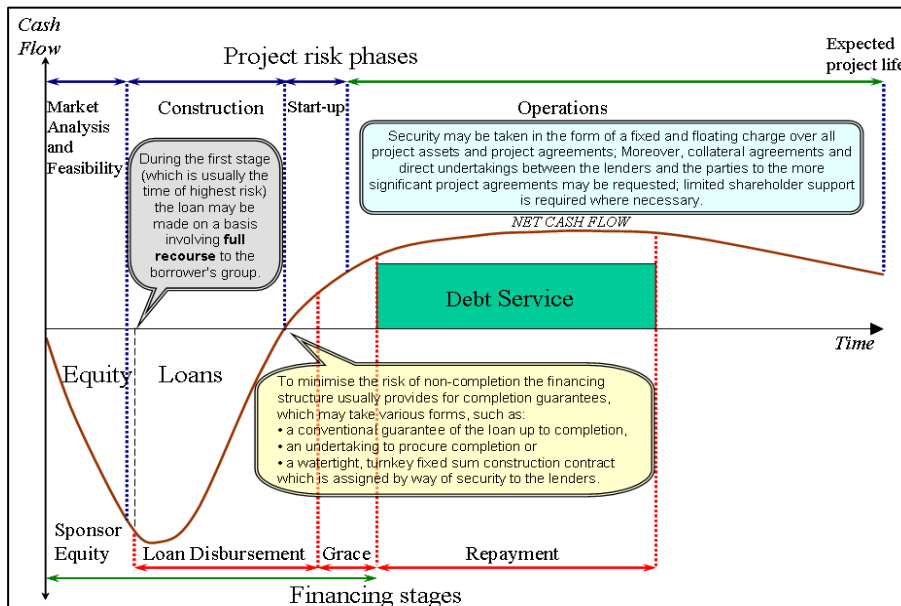 Cash
Flow
Project risk phases
Expected
project life
Market
Analysis
and
Feasibility
Construction
Start-up
Operations
During the first stage
(which is usually the
time of highest risk)
the loan may be
made on a basis
involving full
recourse to the
borrower's group.
Security may be taken in the form of a fixed and floating charge over all
project assets and project agreements; Moreover, collateral agreements and
direct undertakings between the lenders and the parties to the more
significant project agreements may be requested; limited shareholder support
is required where necessary.
NET CASH FLOW
Debt Service
Time
Equity
Loans
To minimise the risk of non-completion the financing
structure usually provides for completion guarantees,
which may take various forms, such as:
• a conventional guarantee of the loan up to completion,
• an undertaking to procure completion or
• a watertight, turnkey fixed sum construction contract
which is assigned by way of security to the lenders.
Sponsor
Equity
Loan Disbursement
Grace
Repayment
Financing stages